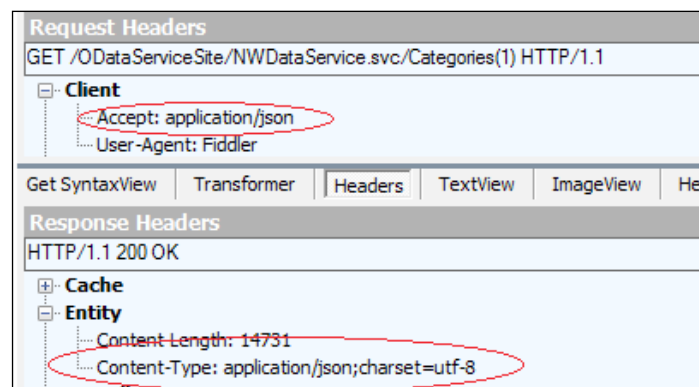 Request Headers
GET /ODataServiceSite/NWDataService.svc/Categories(1) HTTP/1.1
Client
Accept: application/json
User-Agent: Fiddler
Get SyntaxView Transformer Headers TextView ImageView He
Response Headers
HTTP/1.1 200 OK
Cache
Entity
Content-Length: 14731
Content-Type: application/json;charset=utf-8